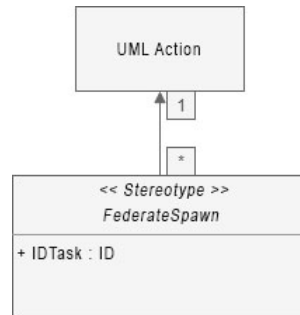 UML Action
1
*
<< Stereotype >>
FederateSpawn
+ IDTask : ID